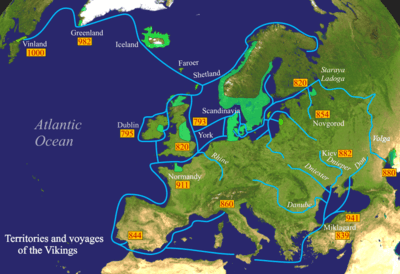 Greenland
982
Vinland
1000
Iceland
Faroer
Shetland
Scandinavia
820
Staraya
Ladoga
854
Novgorod
Dublin
795
793
York
820
Atlantic
Ocean
Rhine
Kiev 882
Dnieper
Dniester
Don
Volga
880
Normandy
911
860
Danube
941
Miklagard
839
844
Territories and voyages
of the Vikings